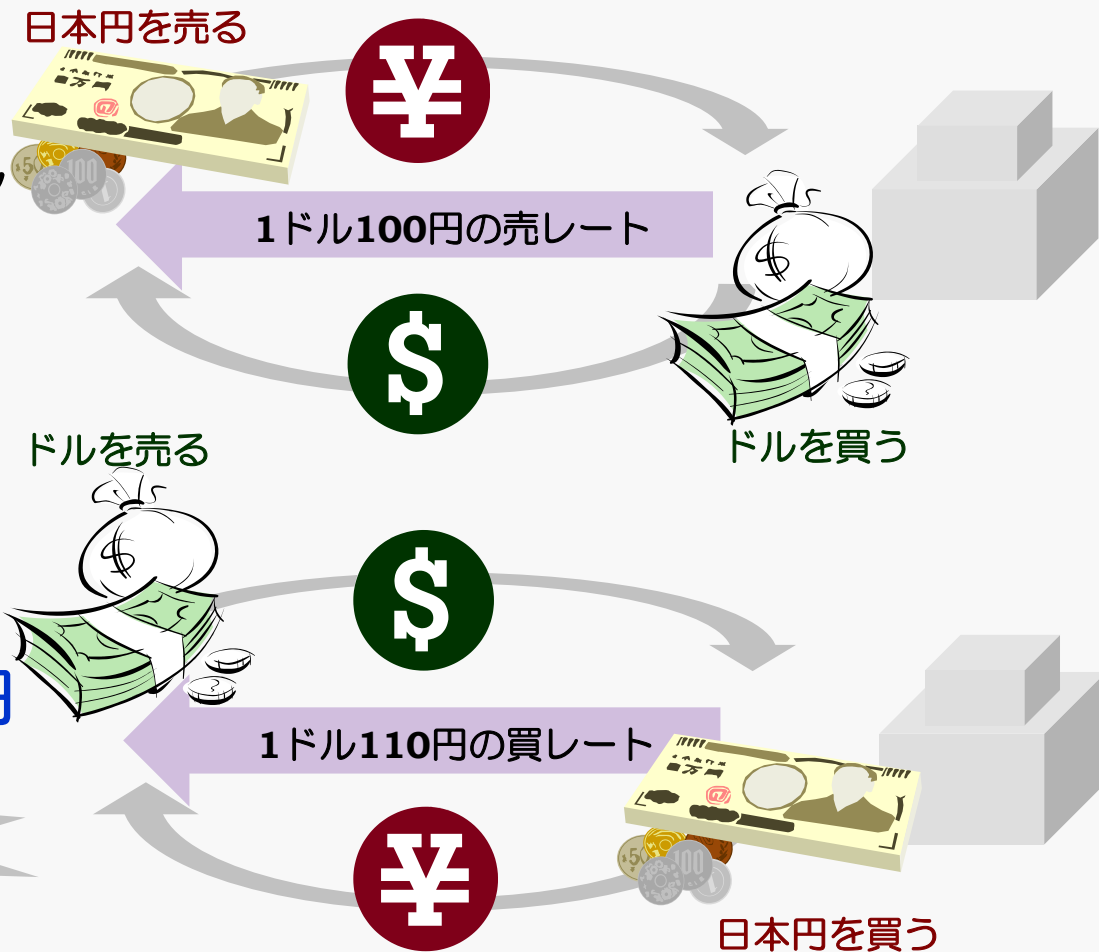 日本円を売る
¥
1ドル100円の売レート
$
ドルを買う
ドルを売る
$
円
1ドル110円の買レート
¥
日本円を買う